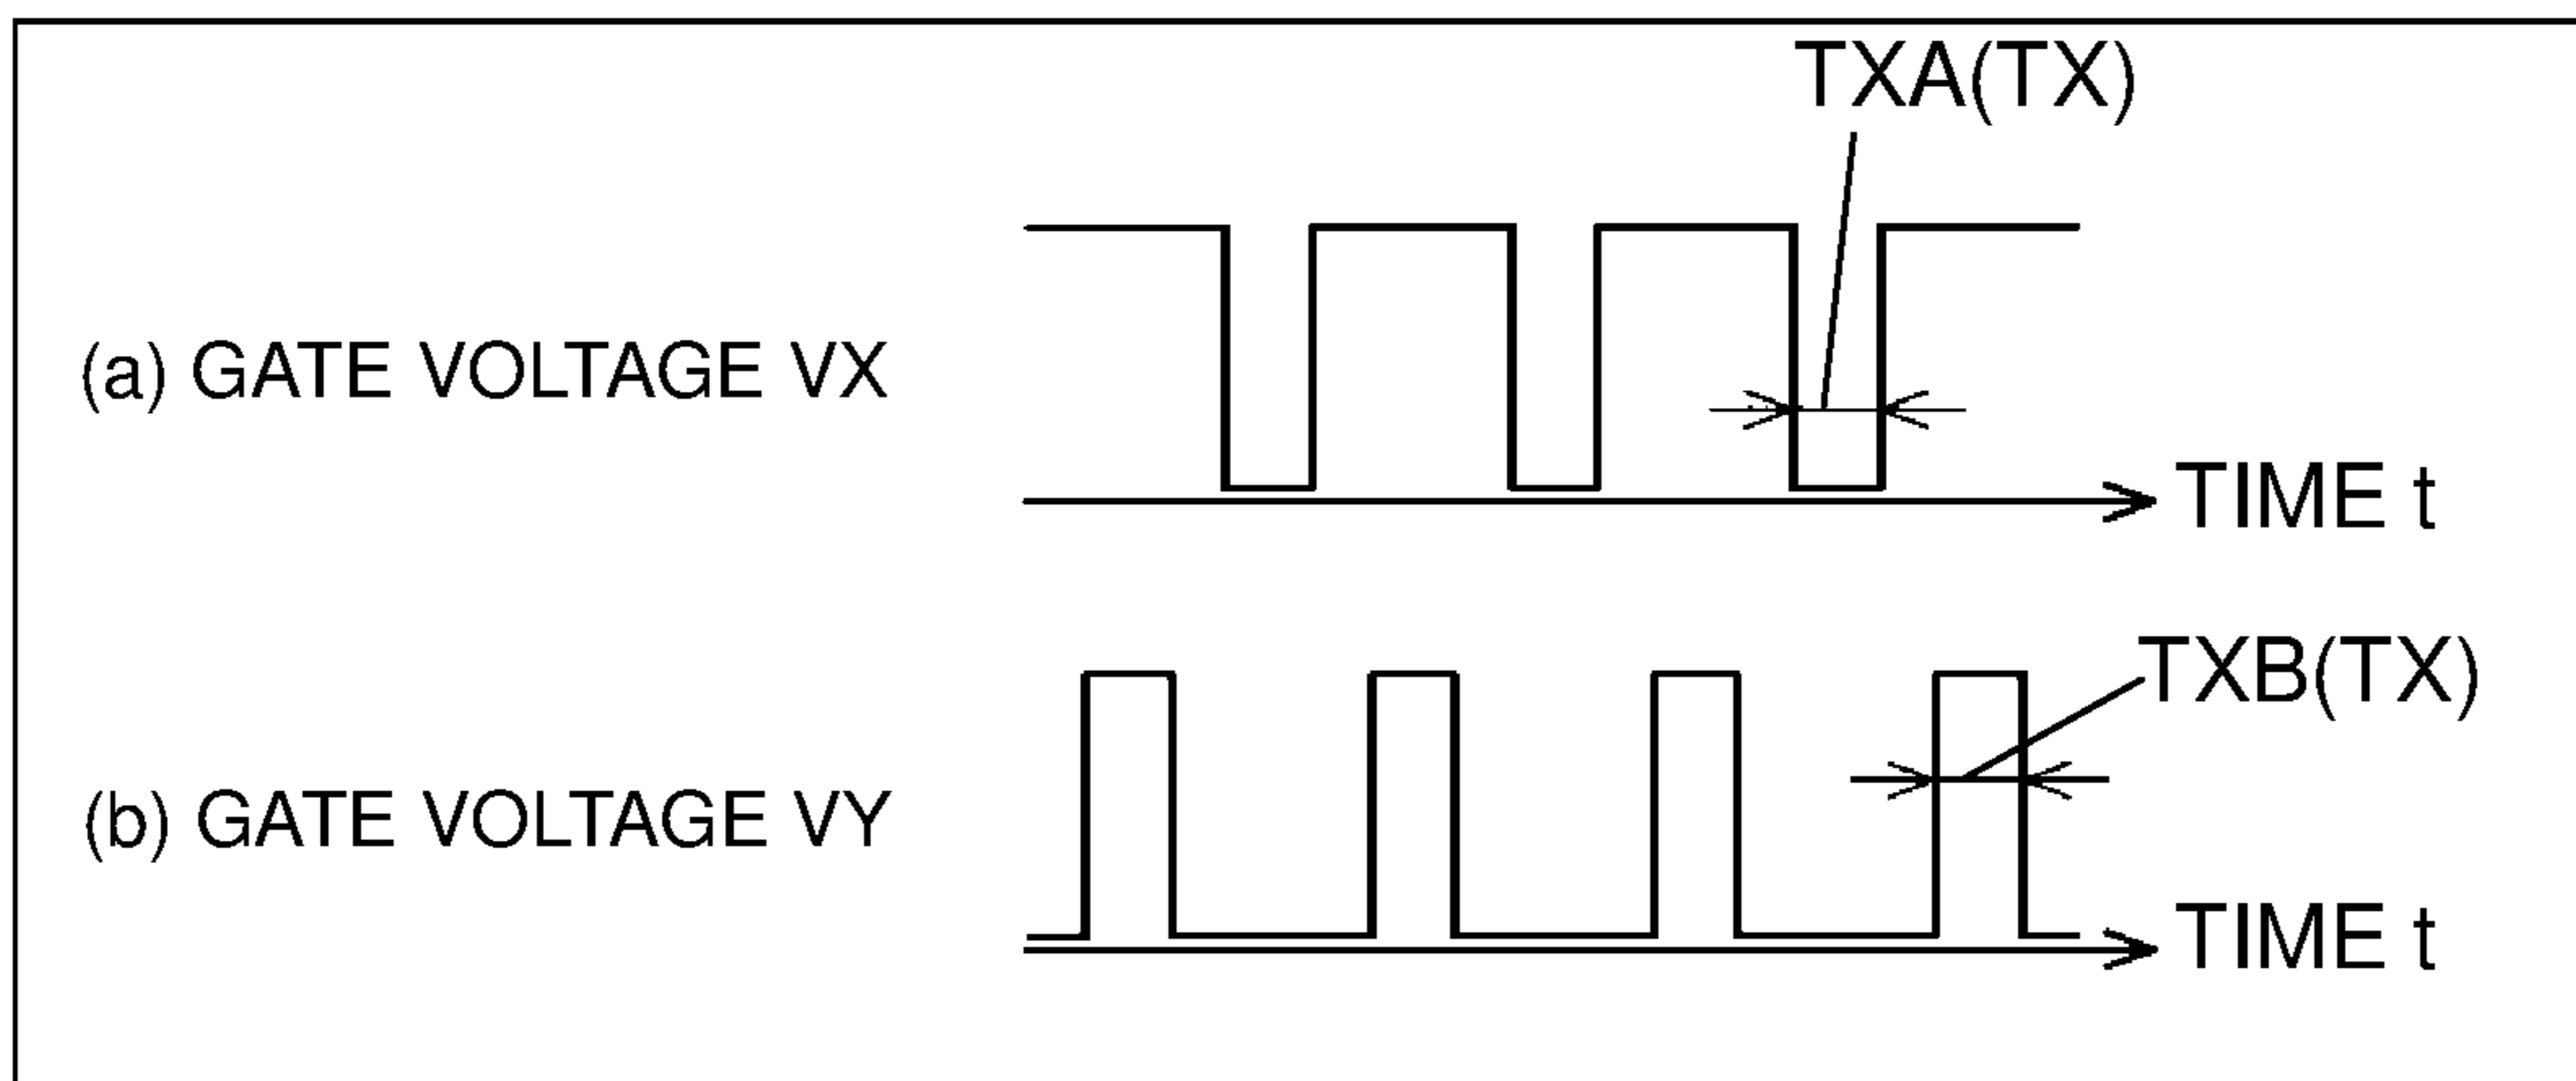 TXA(TX)
(a) GATE VOLTAGE VX
TIME t
TXB(TX)
(b) GATE VOLTAGE VY
TIME t